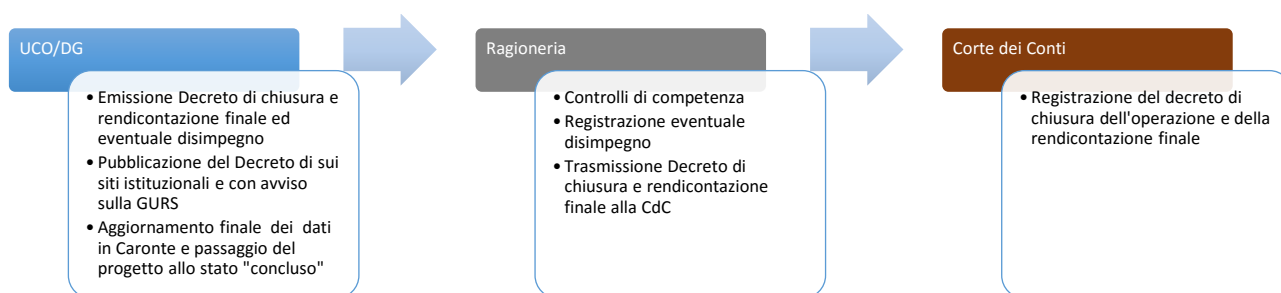 UCO/DG
• Emissione Decreto di chiusura e
rendicontazione finale ed
eventuale disimpegno
• Pubblicazione del Decreto di sui
siti istituzionali e con avviso
sulla GURS
• Aggiornamento finale dei dati
in Caronte e passaggio del
progetto allo stato "concluso"
Ragioneria
• Controlli di competenza
• Registrazione eventuale
disimpegno
• Trasmissione Decreto di
chiusura e rendicontazione
finale alla CdC
Corte dei Conti
• Registrazione del decreto di
chiusura dell'operazione e della
rendicontazione finale